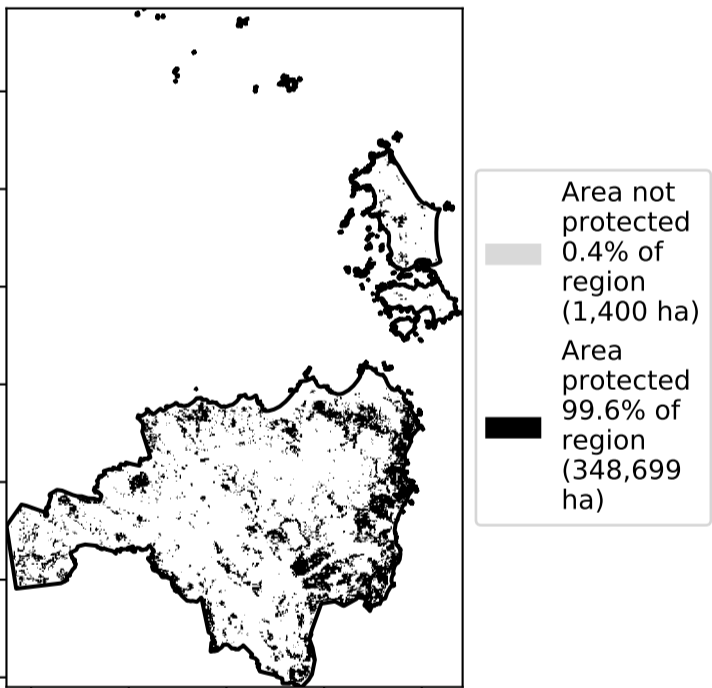 Area not
protected
0.4% of
region
(1,400 ha)
Area
protected
99.6% of
region
(348,699
ha)